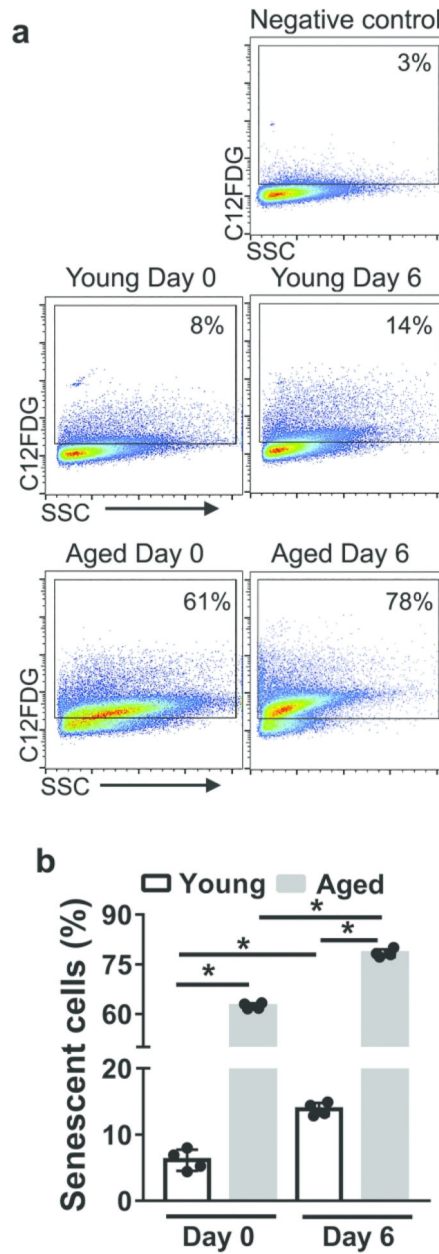 a
Negative control
3%
C12FDG
SSC
Young Day 0
Young Day 6
8%
14%
C12FDG
SSC
Aged Day 0
Aged Day 6
61%
78%
C12FDG
SSC
b
Young
Aged
Senescent cells (%)
90
75
60
20
10
0
*
*
*
*
Day 0
Day 6